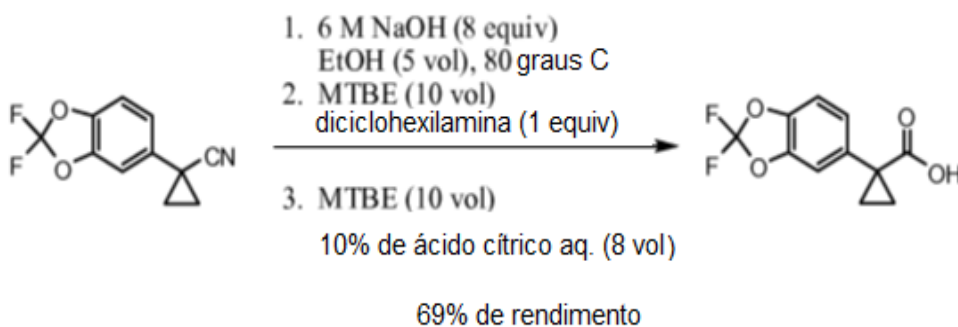 1. 6 M NaOH (8 equiv)
EtOH (5 vol), 80 graus C
2. MTBE (10 vol)
diciclohexilamina (1 equiv)
3. MTBE (10 vol)
10% de ácido cítrico aq. (8 vol)
69% de rendimento
F
F
O
O
CN
F
F
O
O
O
OH